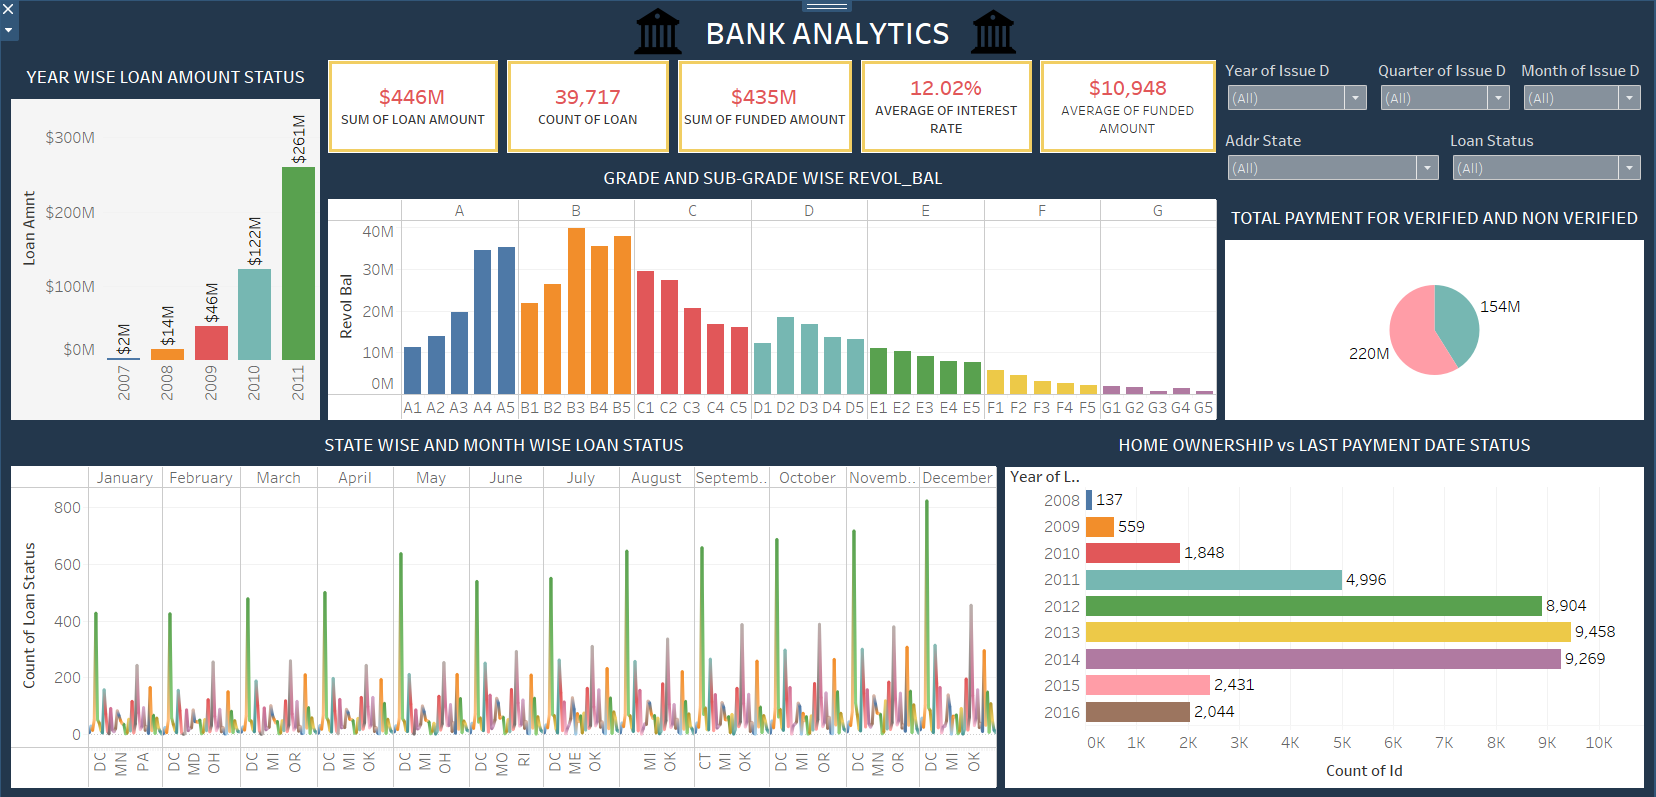 BANK ANALYTICS
YEAR WISE LOAN AMOUNT STATUS
Loan Amnt
$300M
$200M
$100M
$0M
$2M
$14M
$46M
$122M
$261M
2007 2008 2009 2010 2011
$446M
SUM OF LOAN AMOUNT
39,717
COUNT OF LOAN
$435M
SUM OF FUNDED AMOUNT
12.02%
AVERAGE OF INTEREST
RATE
$10,948
AVERAGE OF FUNDED
AMOUNT
Year of Issue D Quarter of Issue D Month of Issue D
(All) (All) (All)
Addr State Loan Status
(All) (All)
GRADE AND SUB-GRADE WISE REVOL_BAL
A B C D E F G
Revol Bal
40M
30M
20M
10M
0M
A1 A2 A3 A4 A5 B1 B2 B3 B4 B5 C1 C2 C3 C4 C5 D1 D2 D3 D4 D5 E1 E2 E3 E4 E5 F1 F2 F3 F4 F5 G1 G2 G3 G4 G5
TOTAL PAYMENT FOR VERIFIED AND NON VERIFIED
154M
220M
STATE WISE AND MONTH WISE LOAN STATUS
January February March April May June July August Septemb.. October Novemb.. December
Count of Loan Status
800
600
400
200
0
DC MN PA DC MD OH DC MI OR DC MI OK DC MI OH DC MO RI DC ME OK MI OK CT MI OK DC MI OR DC MN OR DC MI OK
HOME OWNERSHIP vs LAST PAYMENT DATE STATUS
Year of L..
2008 137
2009 559
2010 1,848
2011 4,996
2012 8,904
2013 9,458
2014 9,269
2015 2,431
2016 2,044
0K 1K 2K 3K 4K 5K 6K 7K 8K 9K 10K
Count of Id